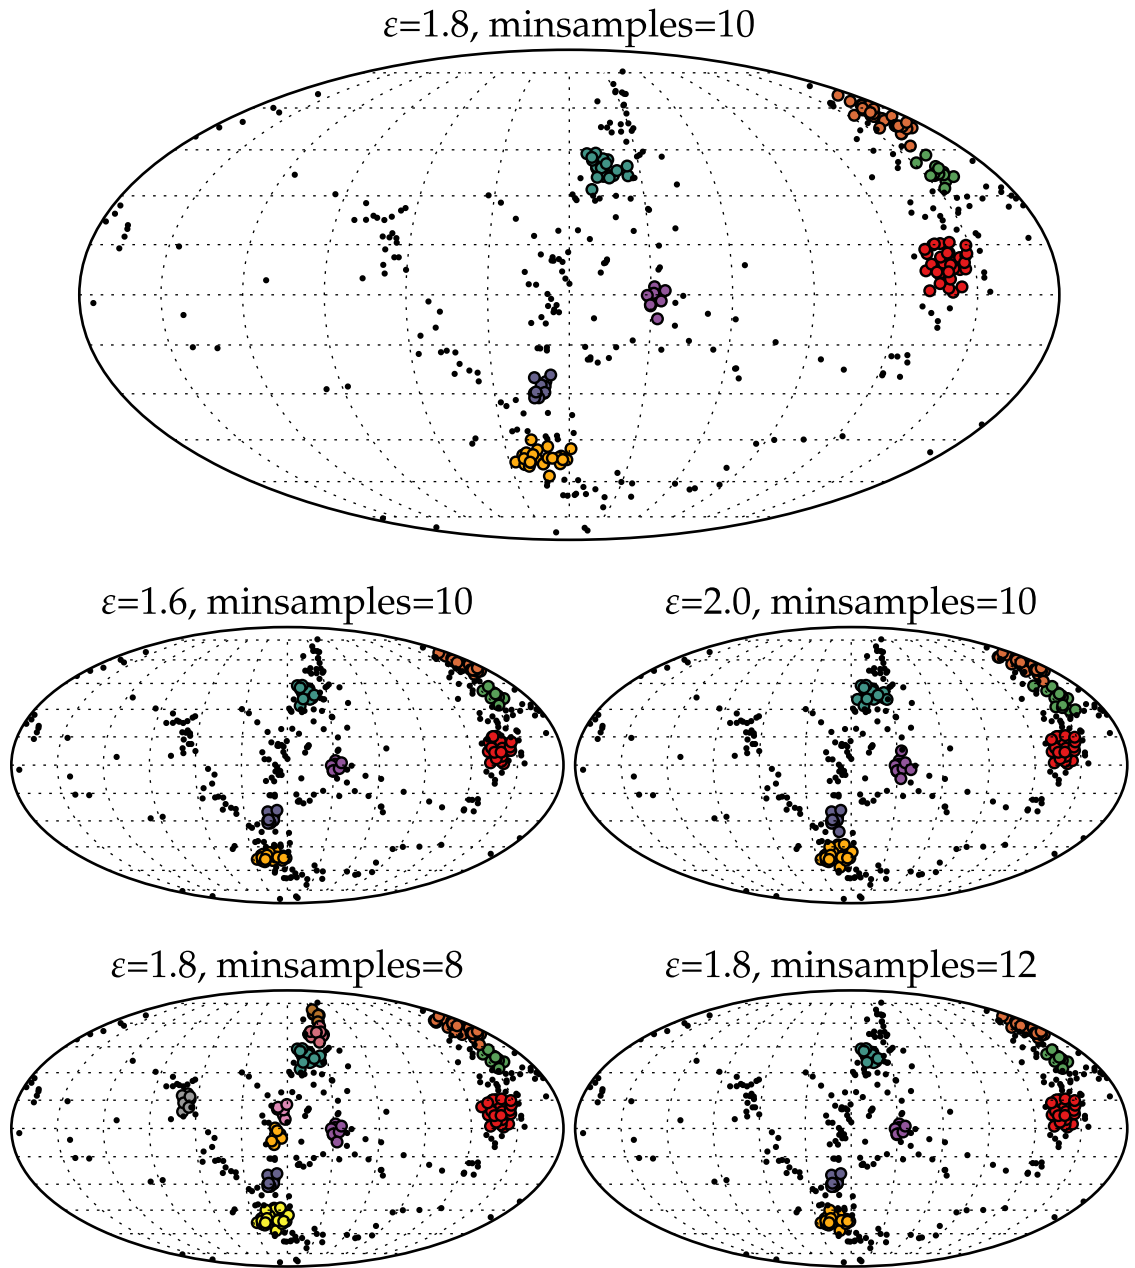 ε=1.8, minsamples=10
ε=1.6, minsamples=10
ε=2.0, minsamples=10
ε=1.8, minsamples=8
ε=1.8, minsamples=12